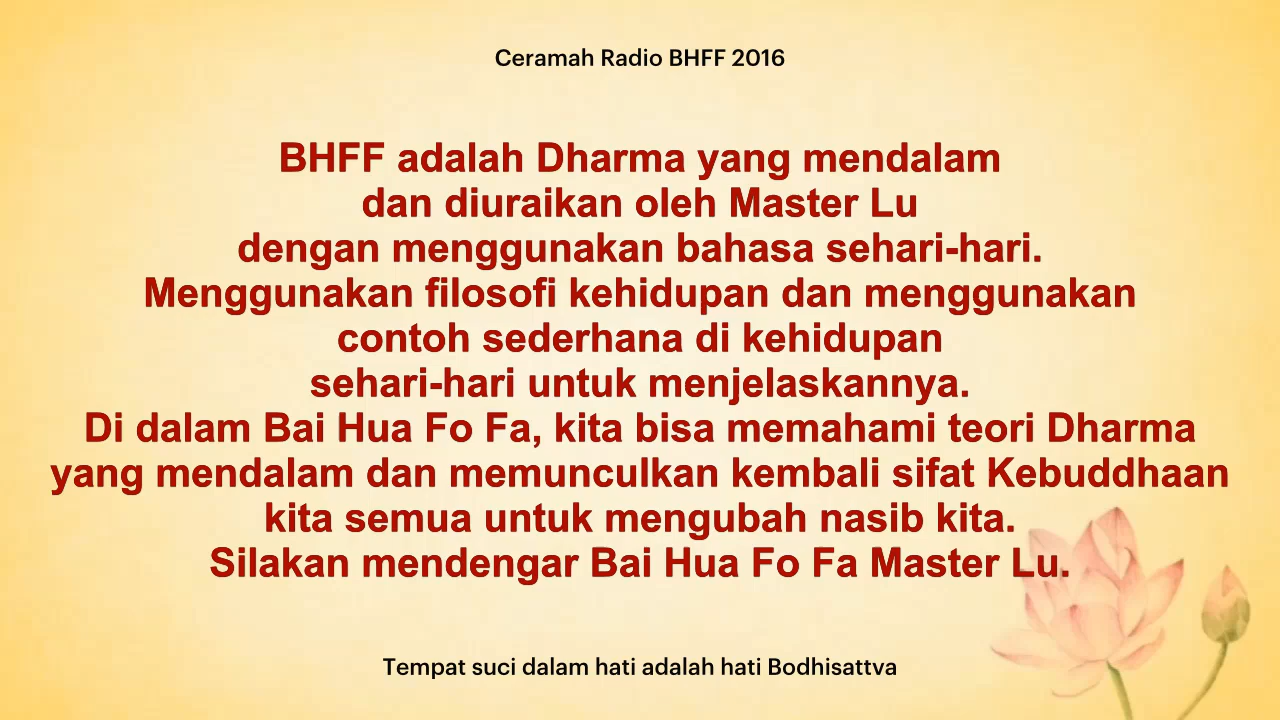 Ceramah Radio BHFF 2016
BHFF adalah Dharma yang mendalam
dan diuraikan oleh Master Lu
dengan menggunakan bahasa sehari-hari.
Menggunakan filosofi kehidupan dan menggunakan
contoh sederhana di kehidupan
sehari-hari untuk menjelaskannya.
Di dalam Bai Hua Fo Fa, kita bisa memahami teori Dharma
yang mendalam dan memunculkan kembali sifat Kebuddhaan
kita semua untuk mengubah nasib kita.
Silakan mendengar Bai Hua Fo Fa Master Lu.
Tempat suci dalam hati adalah hati Bodhisattva